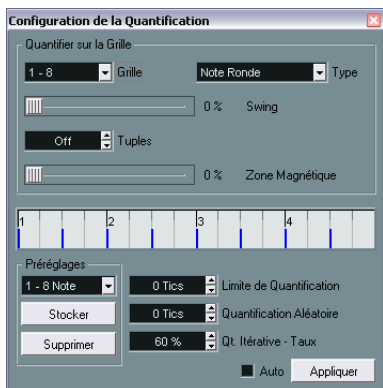 Configuration de la Quantification
Quantifier sur la Grille
1 - 8 Grille Note Ronde Type
0 % Swing
Off Tuples
0 % Zone Magnétique
1 2 3 4
Préréglages
1 - 8 Note 0 Tics Limite de Quantification
Stocker 0 Tics Quantification Aléatoire
Supprimer 60 % Qt. Itérative - Taux
Auto Appliquer